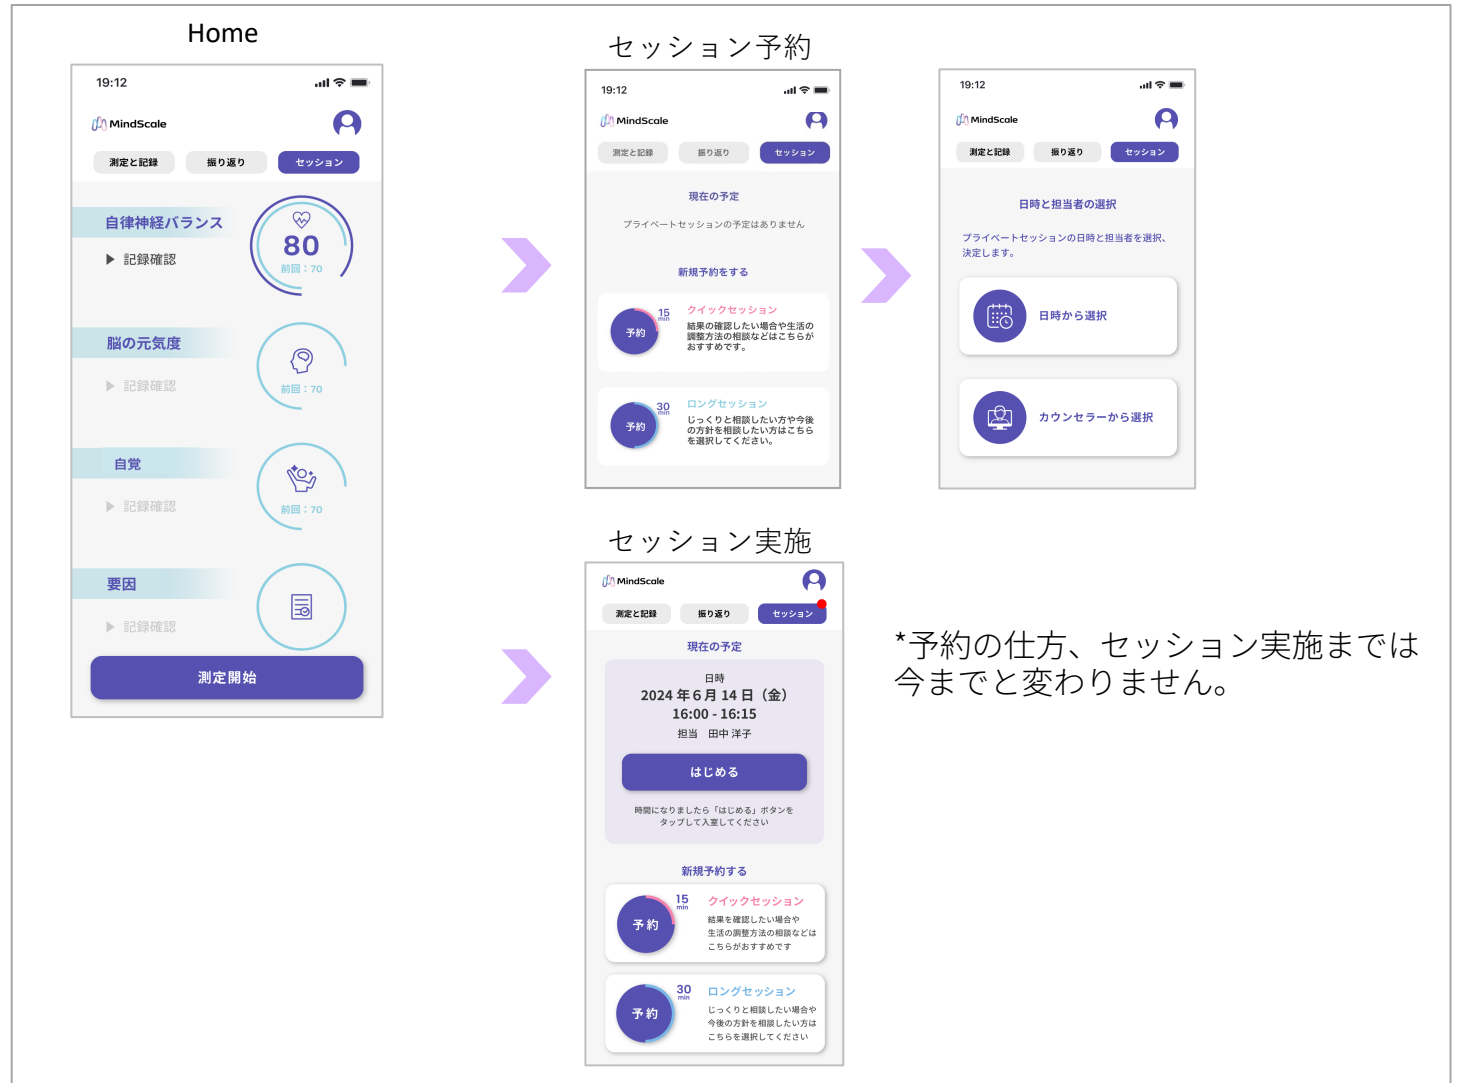 Home
19:12
MindScale
測定と記録
振り返り
セッション
自律神経バランス
▶ 記録確認
80
前回：70
脳の元気度
▶ 記録確認
前回：70
自覚
▶ 記録確認
前回：70
要因
▶ 記録確認
測定開始
セッション予約
19:12
MindScale
測定と記録
振り返り
セッション
現在の予定
プライベートセッションの予定はありません
新規予約をする
予約
15
min
クイックセッション
結果の確認したい場合や生活の
調整方法の相談などはこちらが
おすすめです。
予約
30
min
ロングセッション
じっくりと相談したい方や今後
の方針を相談したい方はこちら
を選択してください。
19:12
MindScale
測定と記録
振り返り
セッション
日時と担当者の選択
プライベートセッションの日時と担当者を選択、
決定します。
日時から選択
カウンセラーから選択
セッション実施
MindScale
測定と記録
振り返り
セッション
現在の予定
日時
2024 年 6 月 14 日（金）
16:00 - 16:15
担当　田中 洋子
はじめる
時間になりましたら「はじめる」ボタンを
タップして入室してください
新規予約する
予約
15
min
クイックセッション
結果を確認したい場合や
生活の調整方法の相談などは
こちらがおすすめです
予約
30
min
ロングセッション
じっくりと相談したい場合や
今後の方針を相談したい方は
こちらを選択してください
*予約の仕方、セッション実施までは
今までと変わりません。